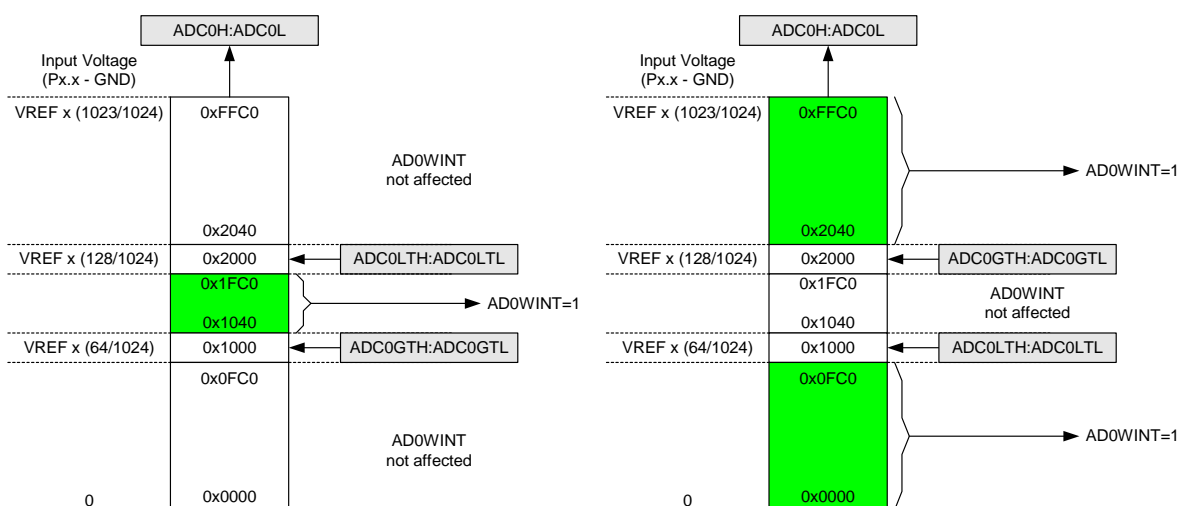 ADC0H:ADC0L
Input Voltage
(Px.x - GND)
VREF x (1023/1024)
0xFFC0
AD0WINT
not affected
0x2040
VREF x (128/1024)
0x2000
ADC0LTH:ADC0LTL
0x1FC0
AD0WINT=1
0x1040
VREF x (64/1024)
0x1000
ADC0GTH:ADC0GTL
0x0FC0
AD0WINT
not affected
0
0x0000
ADC0H:ADC0L
Input Voltage
(Px.x - GND)
VREF x (1023/1024)
0xFFC0
AD0WINT=1
0x2040
VREF x (128/1024)
0x2000
ADC0GTH:ADC0GTL
0x1FC0
AD0WINT
not affected
0x1040
VREF x (64/1024)
0x1000
ADC0LTH:ADC0LTL
0x0FC0
AD0WINT=1
0
0x0000